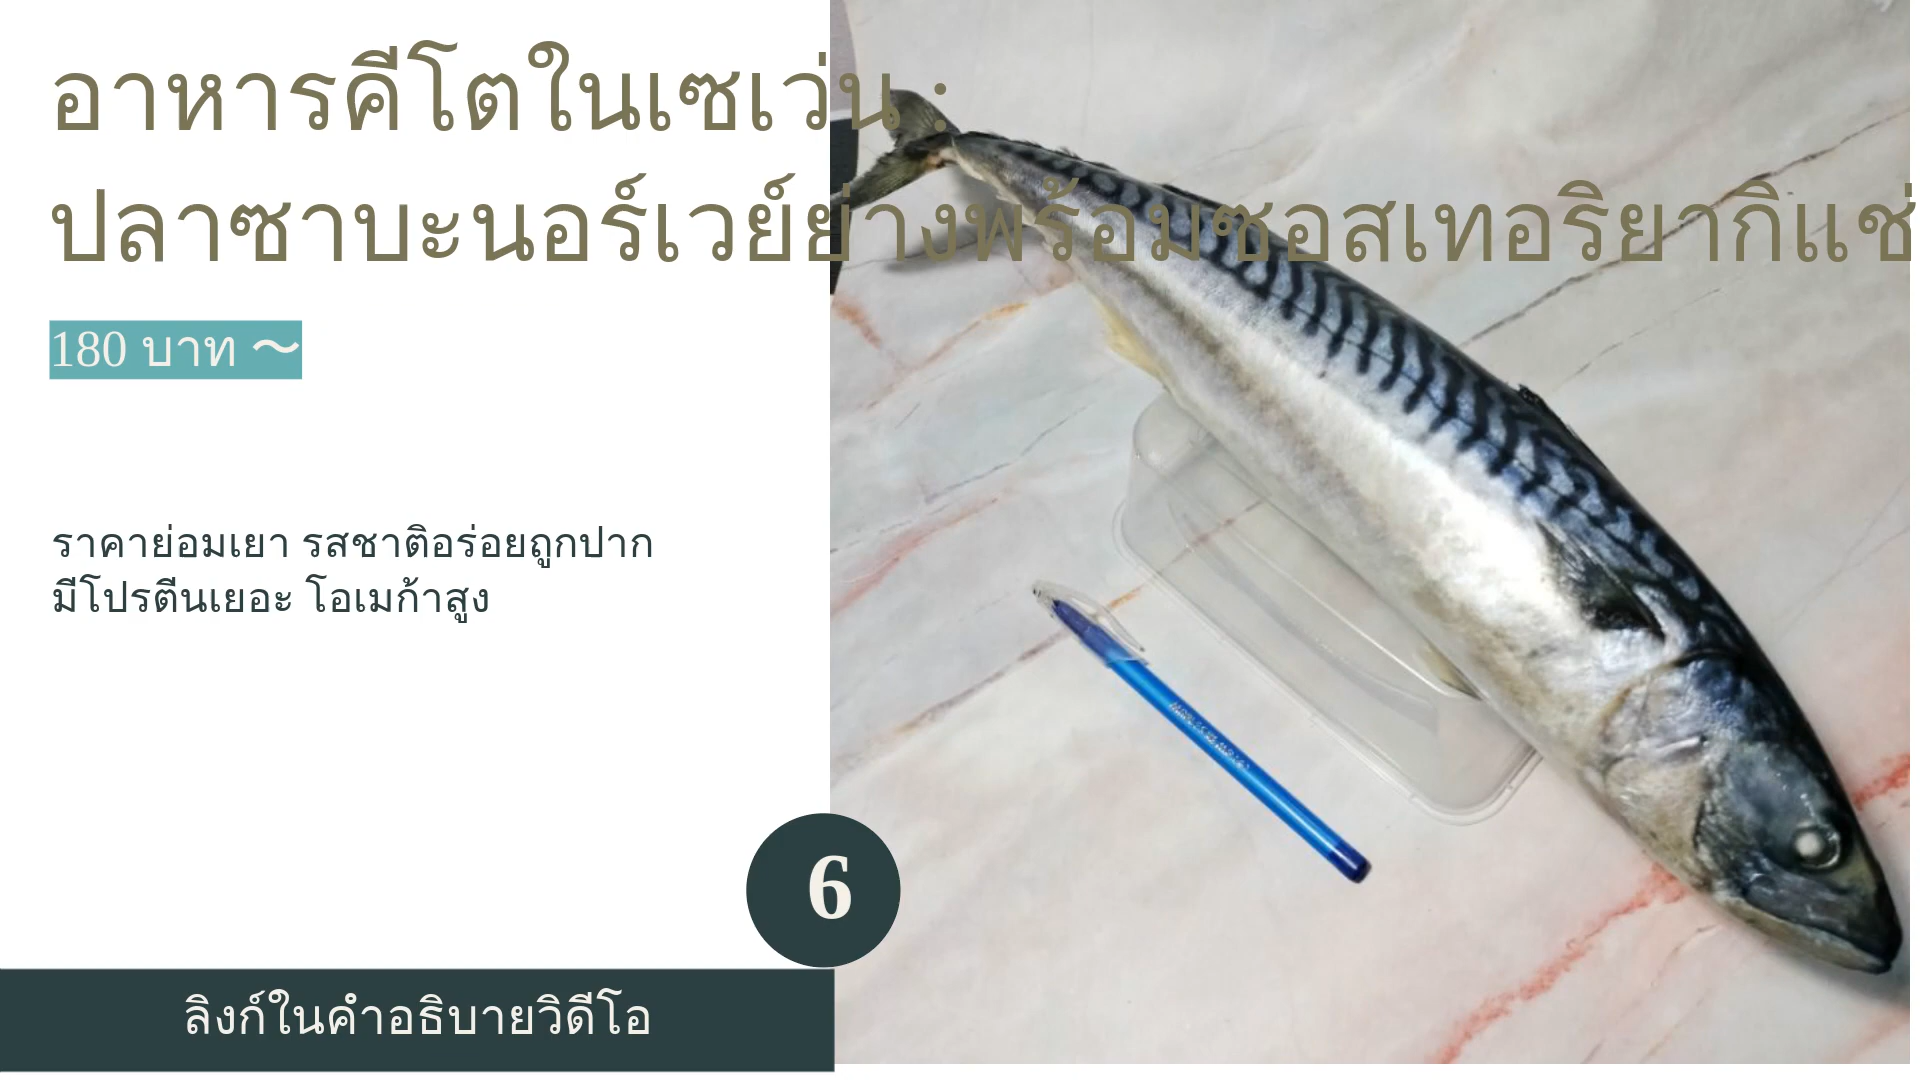 อาหารคีโตในเซเว่น :
ปลาซาบะนอร์เวย์ย่างพร้อมซอสเทอริยากิแช่
180 บาท ～
ราคาย่อมเยา รสชาติอร่อยถูกปาก
มีโปรตีนเยอะ โอเมก้าสูง
6
ลิงก์ในคำอธิบายวิดีโอ